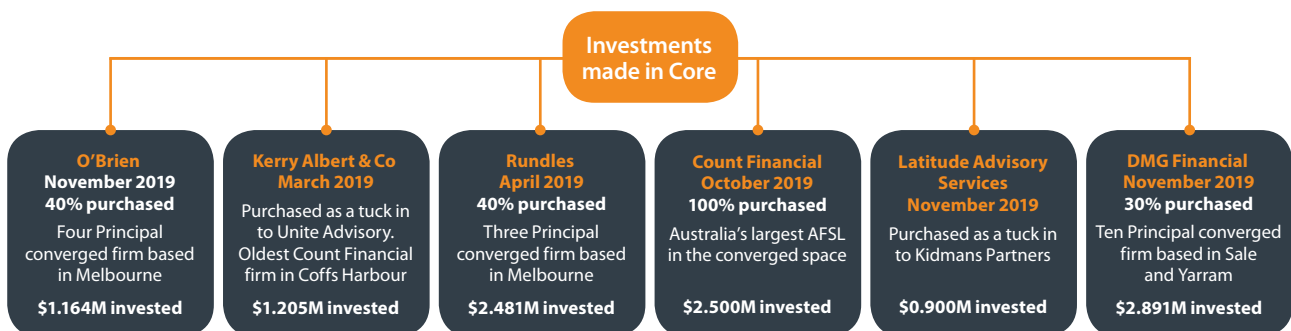 Investments
made in Core
O’Brien
November 2019
40% purchased
Four Principal
converged firm based
in Melbourne
$1.164M invested
Kerry Albert & Co
March 2019
Purchased as a tuck in
to Unite Advisory.
Oldest Count Financial
firm in Coffs Harbour
$1.205M invested
Rundles
April 2019
40% purchased
Three Principal
converged firm based
in Melbourne
$2.481M invested
Count Financial
October 2019
100% purchased
Australia’s largest AFSL
in the converged space
$2.500M invested
Latitude Advisory
Services
November 2019
Purchased as a tuck in
to Kidmans Partners
$0.900M invested
DMG Financial
November 2019
30% purchased
Ten Principal converged
firm based in Sale
and Yarram
$2.891M invested